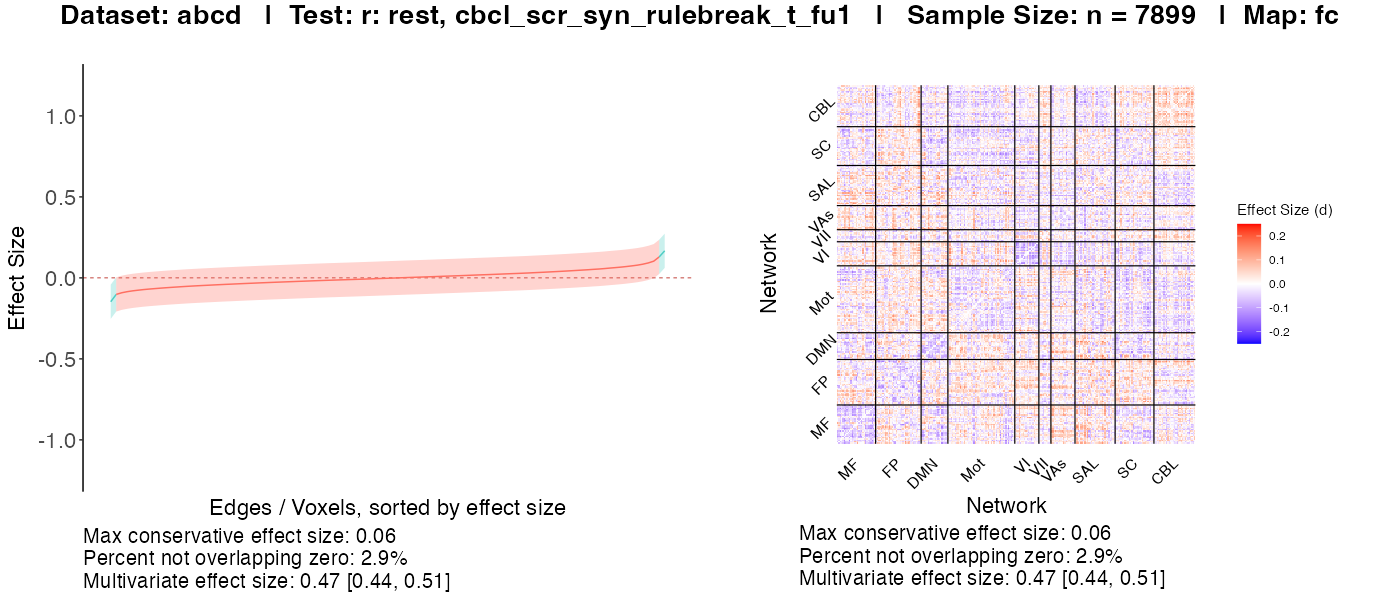 Dataset: abcd | Test: r: rest, cbcl_scr_syn_rulebreak_t_fu1 | Sample Size: n = 7899 | Map: fc
1.0
0.5
0.0
-0.5
-1.0
Effect Size
Edges / Voxels, sorted by effect size
Max conservative effect size: 0.06
Percent not overlapping zero: 2.9%
Multivariate effect size: 0.47 [0.44, 0.51]
Network
CBL
SC
SAL
VAs
VII
VI
Mot
DMN
FP
MF
MF
FP
DMN
Mot
VI
VII
VAs
SAL
SC
CBL
Network
Max conservative effect size: 0.06
Percent not overlapping zero: 2.9%
Multivariate effect size: 0.47 [0.44, 0.51]
Effect Size (d)
0.2
0.1
0.0
-0.1
-0.2